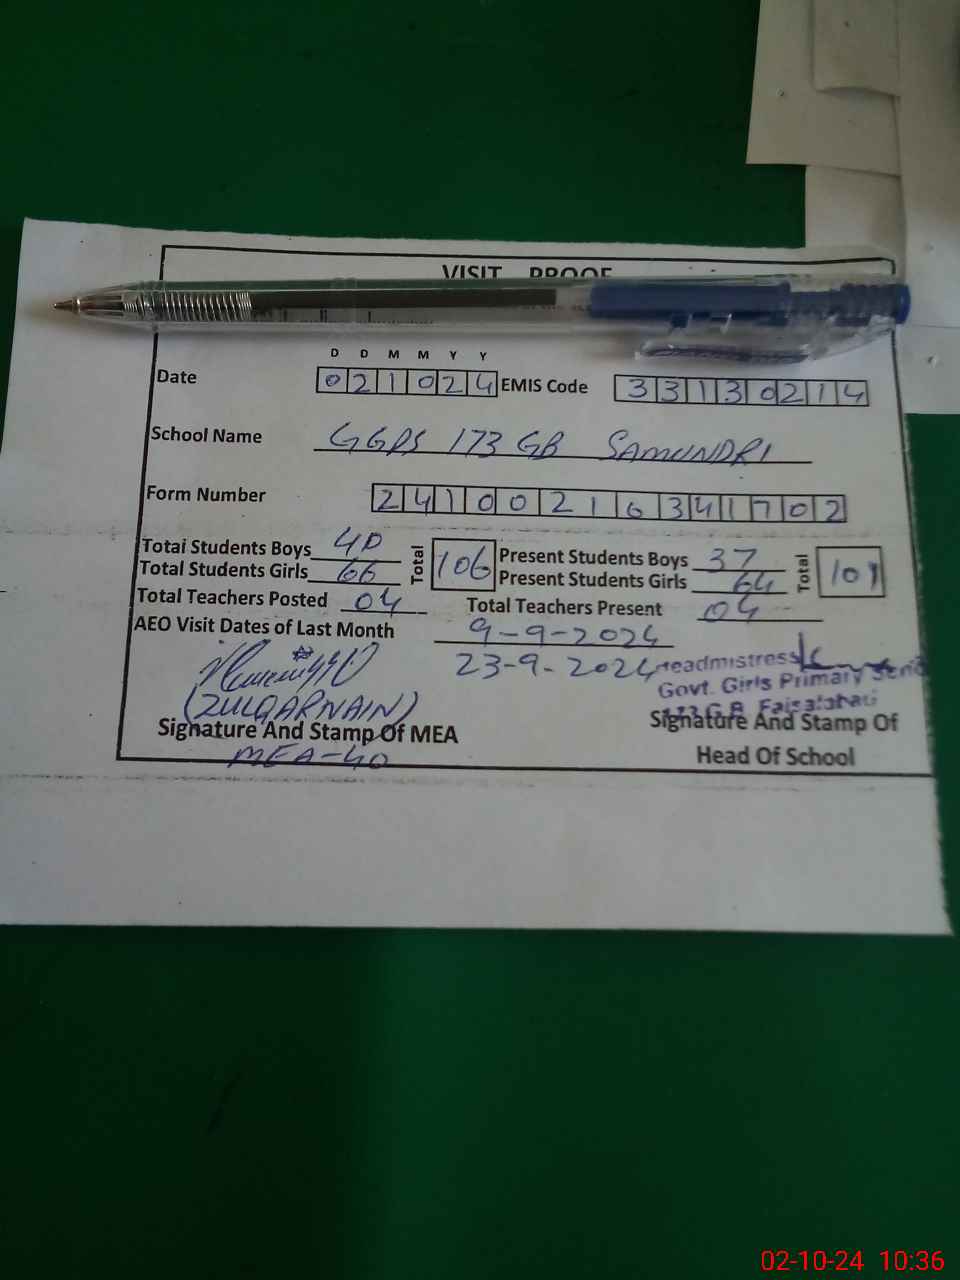 VISIT PROOF
D D M M Y Y
Date 021024 EMIS Code 33130214
School Name GGPS 173 GB SAMUNDRI
Form Number 24100216341702
Total Students Boys 40 Total 106 Present Students Boys 37 Total 101
Total Students Girls 66 Present Students Girls 64
Total Teachers Posted 04 Total Teachers Present 04
AEO Visit Dates of Last Month 9-9-2024
23-9-2024
Headmistress
Govt. Girls Primary
(ZULQARNAIN) 173 G.B Faisalabad
Signature And Stamp Of MEA Signature And Stamp Of
MEA-40 Head Of School
02-10-24 10:36